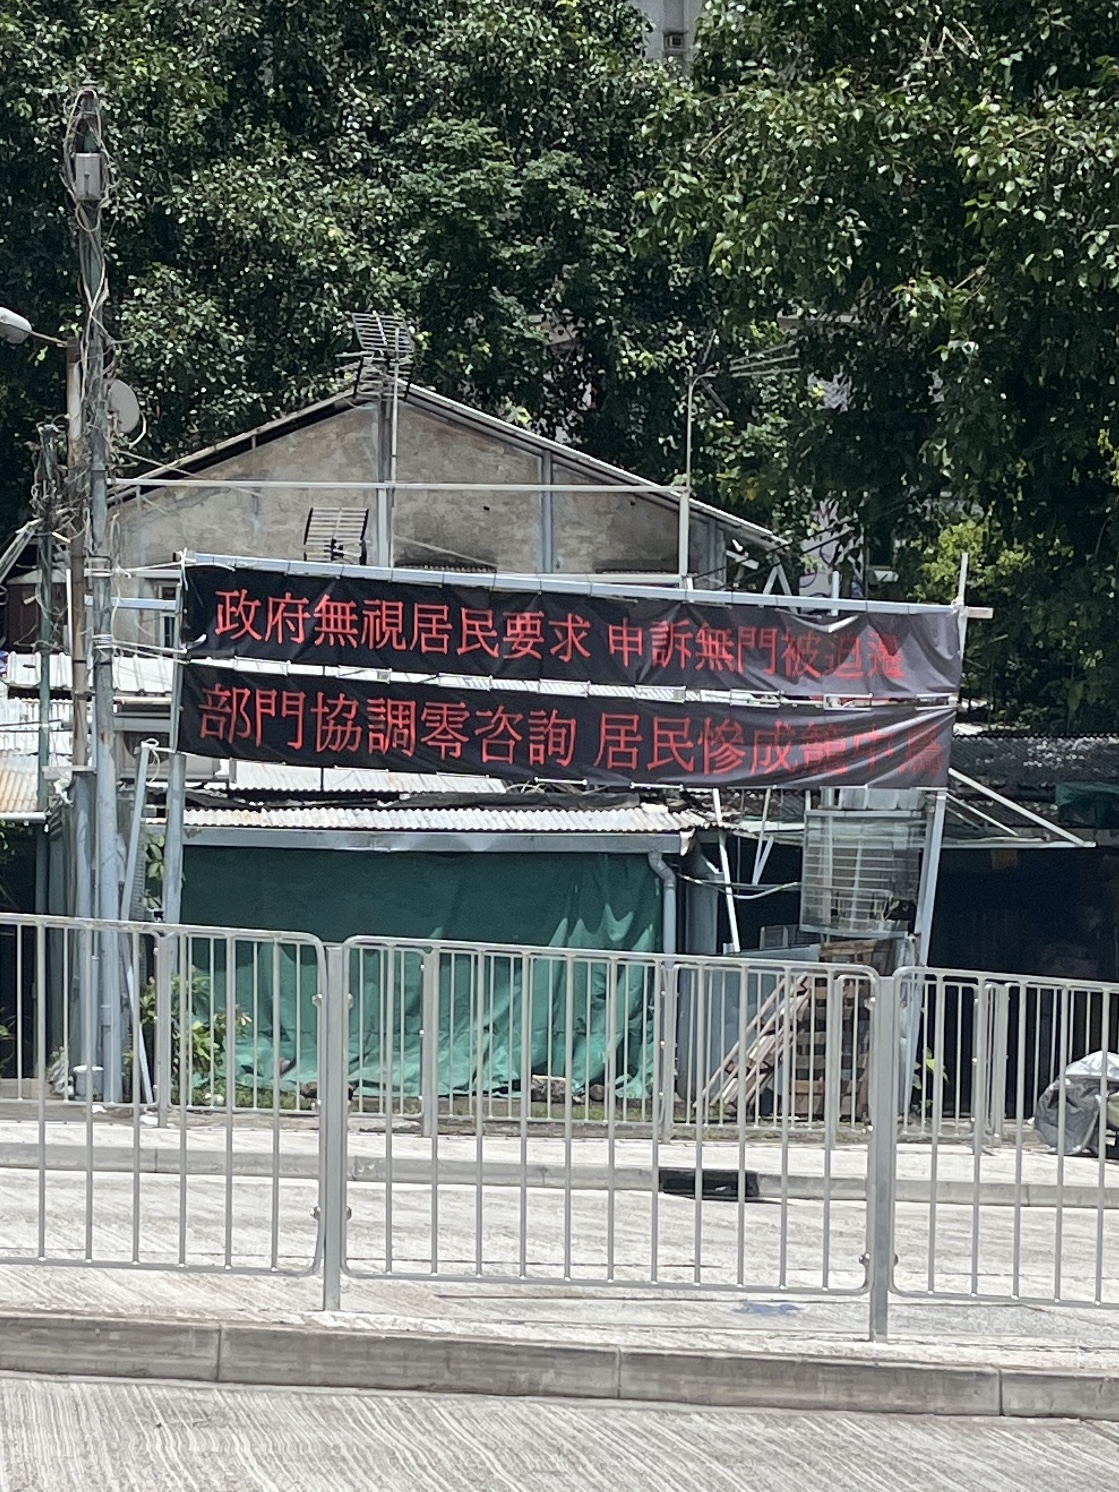 政府無視居民要求 申訴無門被迫遷
部門協調零咨詢 居民慘成籠中鳥